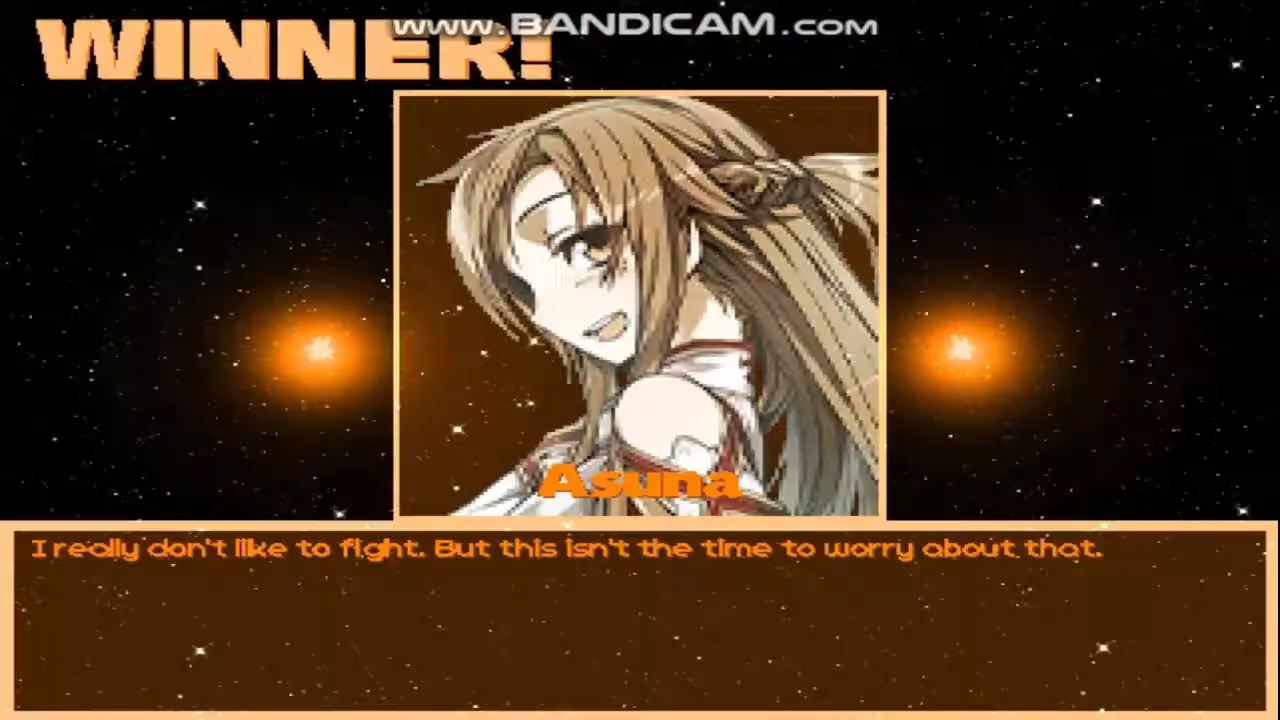 www.BANDICAM.COM
WINNER!
Asuna
I really don't like to fight. But this isn't the time to worry about that.